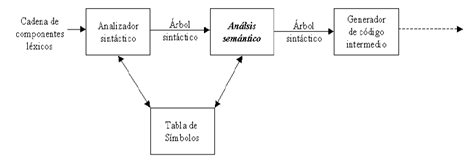 Cadena de
componentes
léxicos
Analizador
sintáctico
Árbol
sintáctico
Análsis
semántico
Árbol
sintáctico
Generador
de código
intermedio
Tabla de
Símbolos